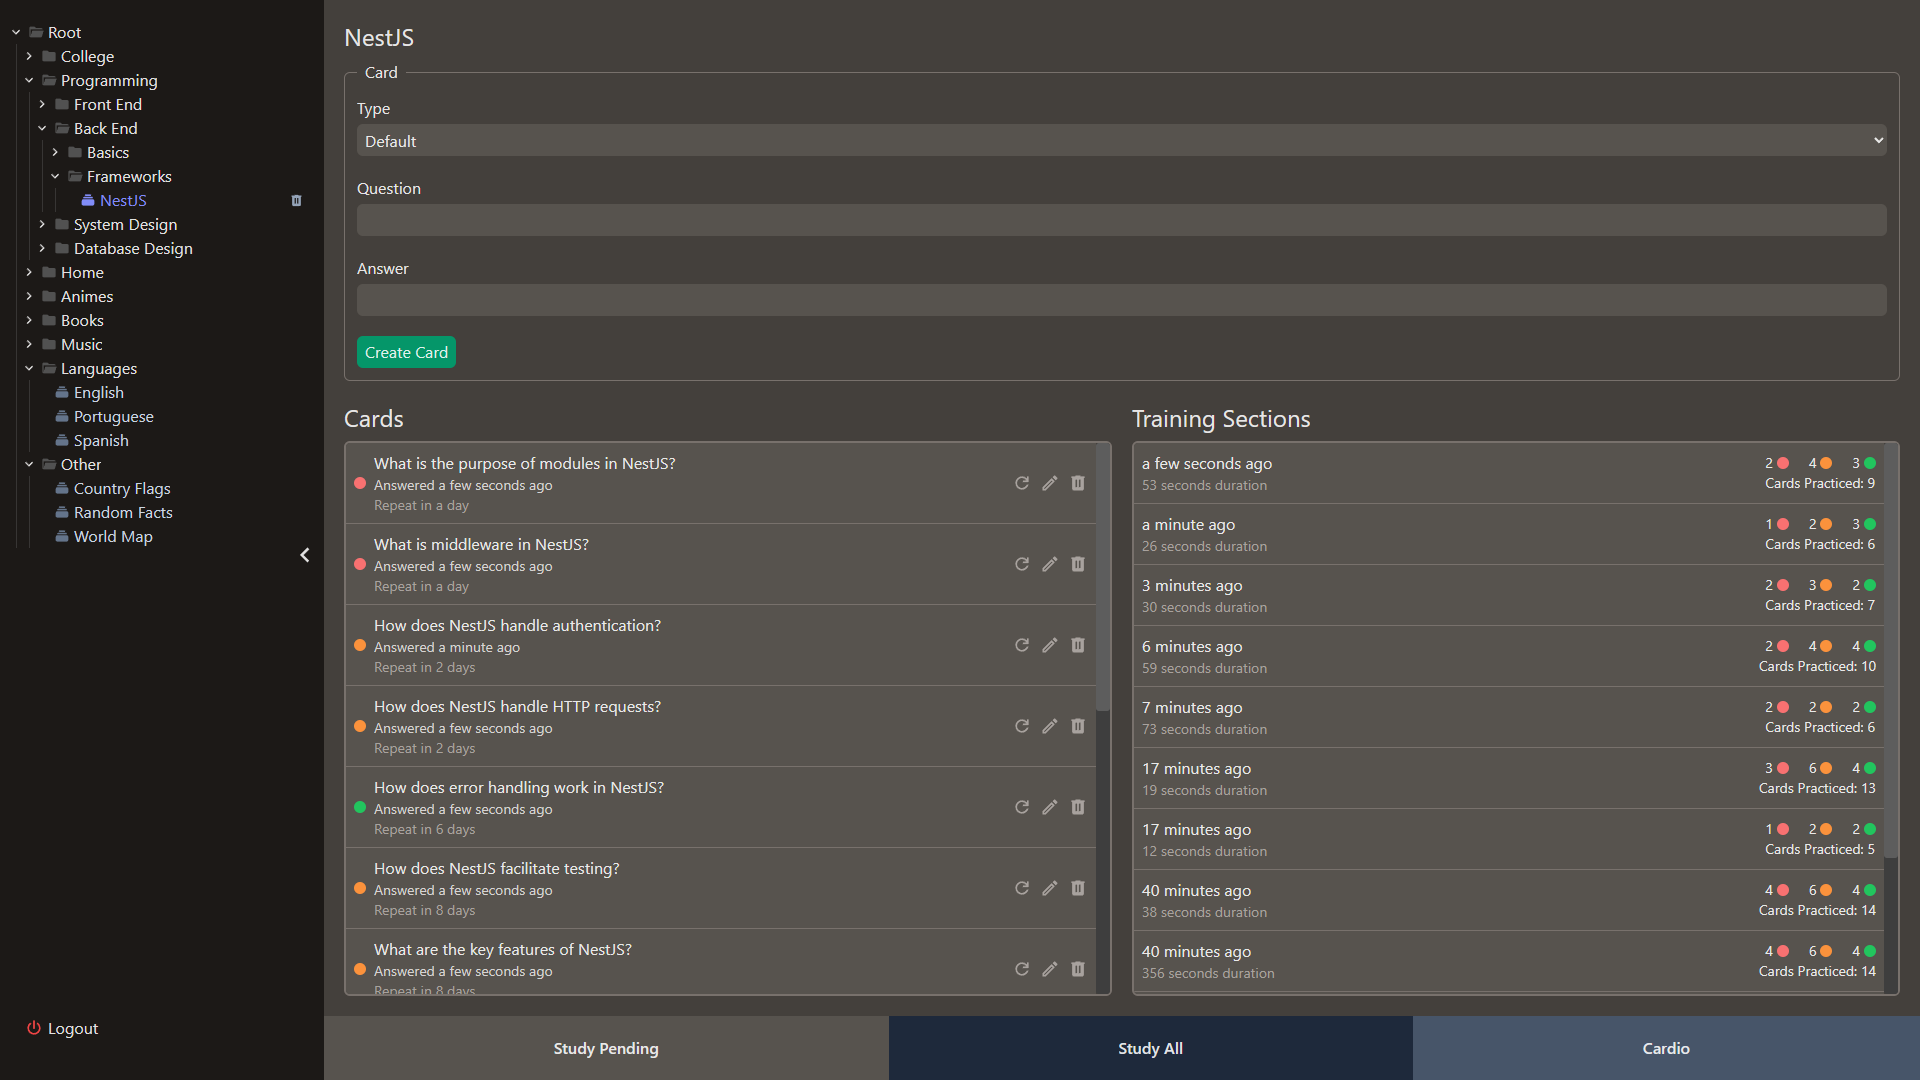 Root
College
Programming
Front End
Back End
Basics
Frameworks
NestJS
System Design
Database Design
Home
Animes
Books
Music
Languages
English
Portuguese
Spanish
Other
Country Flags
Random Facts
World Map
Logout
NestJS
Card
Type
Default
Question
Answer
Create Card
Cards
What is the purpose of modules in NestJS?
Answered a few seconds ago
Repeat in a day
What is middleware in NestJS?
Answered a few seconds ago
Repeat in a day
How does NestJS handle authentication?
Answered a minute ago
Repeat in 2 days
How does NestJS handle HTTP requests?
Answered a few seconds ago
Repeat in 2 days
How does error handling work in NestJS?
Answered a few seconds ago
Repeat in 6 days
How does NestJS facilitate testing?
Answered a few seconds ago
Repeat in 8 days
What are the key features of NestJS?
Answered a few seconds ago
Repeat in 8 days
Training Sections
a few seconds ago 2 4 3
53 seconds duration Cards Practiced: 9
a minute ago 1 2 3
26 seconds duration Cards Practiced: 6
3 minutes ago 2 3 2
30 seconds duration Cards Practiced: 7
6 minutes ago 2 4 4
59 seconds duration Cards Practiced: 10
7 minutes ago 2 2 2
73 seconds duration Cards Practiced: 6
17 minutes ago 3 6 4
19 seconds duration Cards Practiced: 13
17 minutes ago 1 2 2
12 seconds duration Cards Practiced: 5
40 minutes ago 4 6 4
38 seconds duration Cards Practiced: 14
40 minutes ago 4 6 4
356 seconds duration Cards Practiced: 14
Study Pending
Study All
Cardio